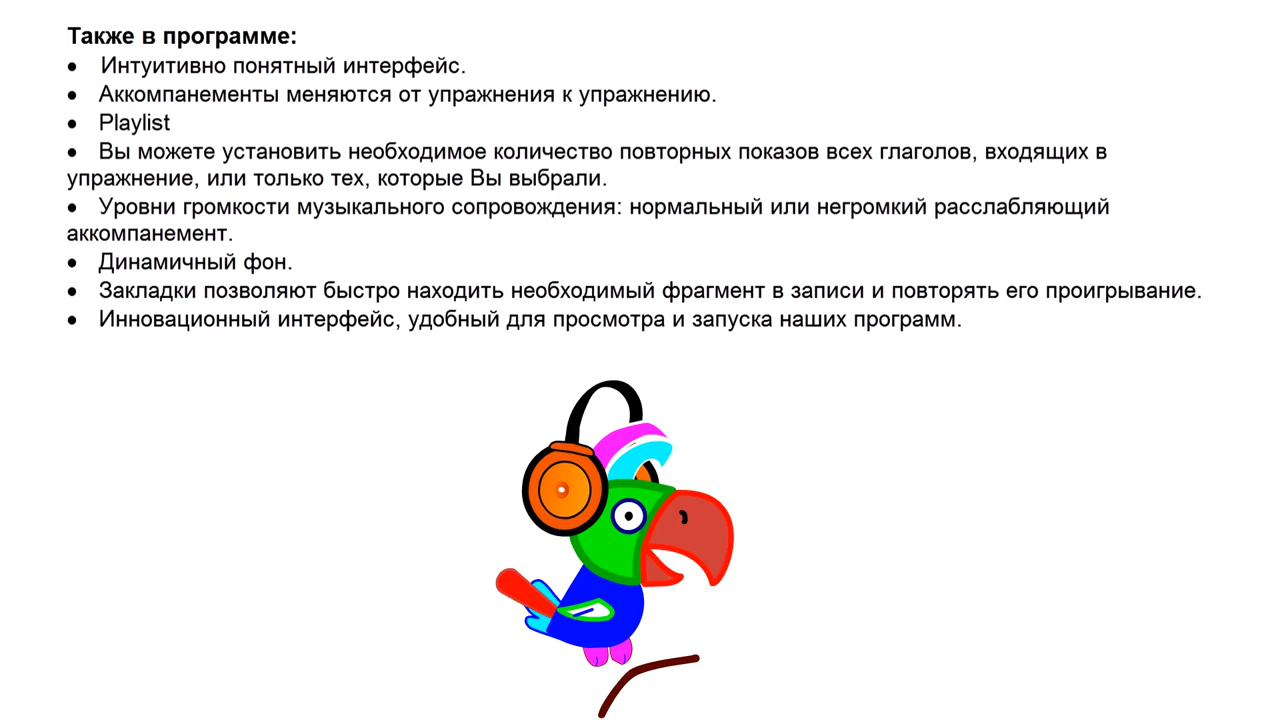 Также в программе:
• Интуитивно понятный интерфейс.
• Аккомпанементы меняются от упражнения к упражнению.
• Playlist
• Вы можете установить необходимое количество повторных показов всех глаголов, входящих в
упражнение, или только тех, которые Вы выбрали.
• Уровни громкости музыкального сопровождения: нормальный или негромкий расслабляющий
аккомпанемент.
• Динамичный фон.
• Закладки позволяют быстро находить необходимый фрагмент в записи и повторять его проигрывание.
• Инновационный интерфейс, удобный для просмотра и запуска наших программ.